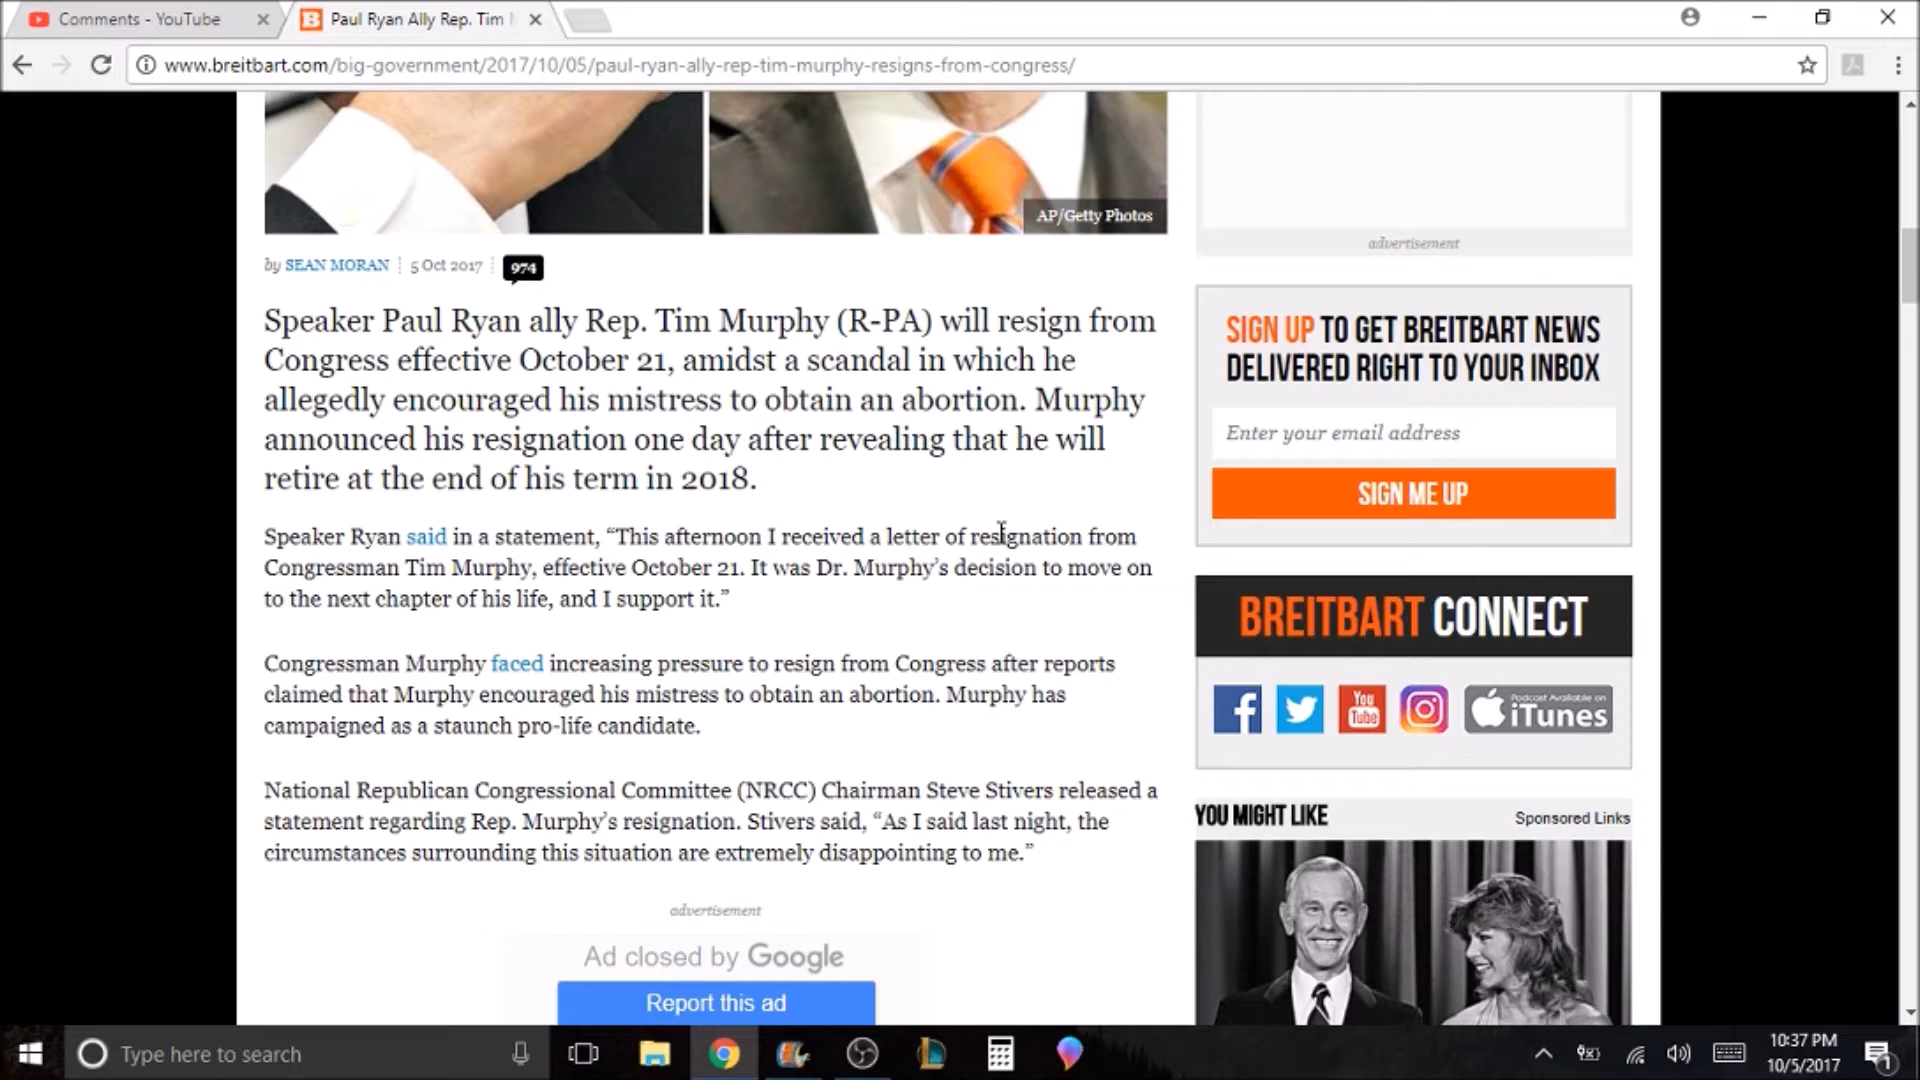 Comments - YouTube
Paul Ryan Ally Rep. Tim
www.breitbart.com/big-government/2017/10/05/paul-ryan-ally-rep-tim-murphy-resigns-from-congress/
AP/Getty Photos
advertisement
by SEAN MORAN | 5 Oct 2017 | 974
Speaker Paul Ryan ally Rep. Tim Murphy (R-PA) will resign from
Congress effective October 21, amidst a scandal in which he
allegedly encouraged his mistress to obtain an abortion. Murphy
announced his resignation one day after revealing that he will
retire at the end of his term in 2018.
Speaker Ryan said in a statement, “This afternoon I received a letter of resignation from
Congressman Tim Murphy, effective October 21. It was Dr. Murphy’s decision to move on
to the next chapter of his life, and I support it.”
Congressman Murphy faced increasing pressure to resign from Congress after reports
claimed that Murphy encouraged his mistress to obtain an abortion. Murphy has
campaigned as a staunch pro-life candidate.
National Republican Congressional Committee (NRCC) Chairman Steve Stivers released a
statement regarding Rep. Murphy’s resignation. Stivers said, “As I said last night, the
circumstances surrounding this situation are extremely disappointing to me.”
advertisement
Ad closed by Google
Report this ad
SIGN UP TO GET BREITBART NEWS
DELIVERED RIGHT TO YOUR INBOX
Enter your email address
SIGN ME UP
BREITBART CONNECT
You
Tube
Podcast Available on
iTunes
YOU MIGHT LIKE
Sponsored Links
Type here to search
10:37 PM
10/5/2017
1